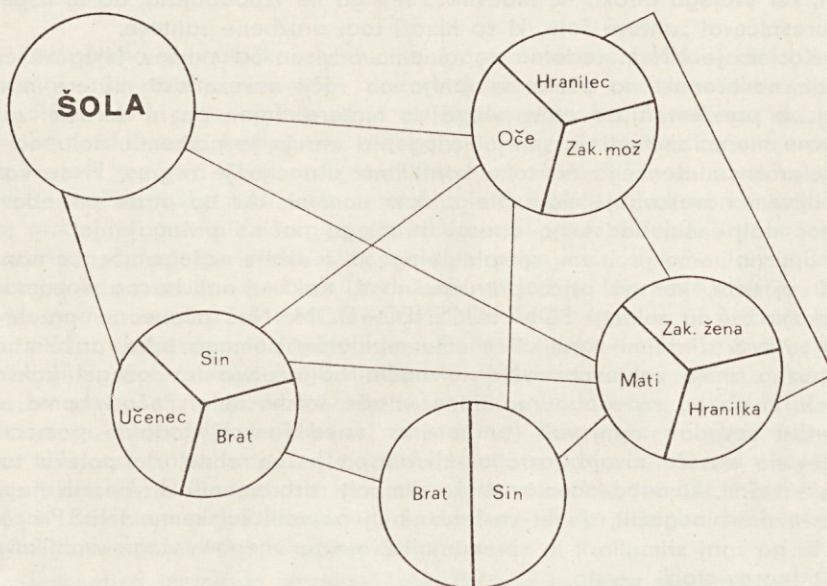 ŠOLA
Hranilec
Oče
Zak. mož
Zak. žena
Mati
Hranilka
Sin
Učenec
Brat
Brat
Sin